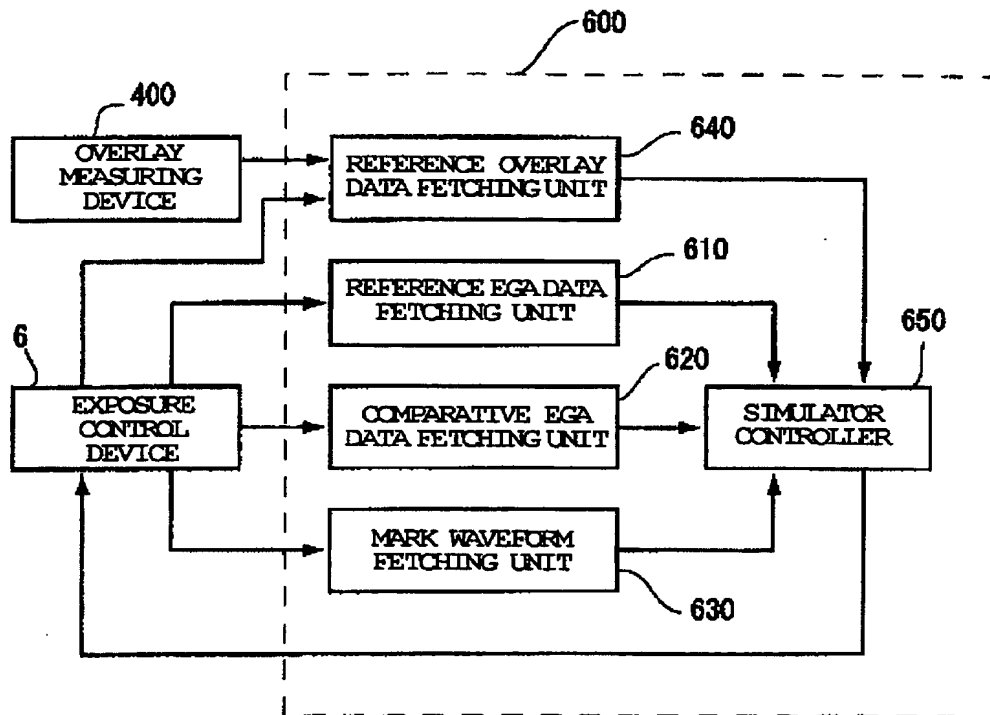 600
400
OVERLAY
MEASURING
DEVICE
640
REFERENCE OVERLAY
DATA FETCHING UNIT
610
REFERENCE EGA DATA
FETCHING UNIT
6
EXPOSURE
CONTROL
DEVICE
620
COMPARATIVE EGA
DATA FETCHING UNIT
650
SIMULATOR
CONTROLLER
MARK WAVEFORM
FETCHING UNIT
630